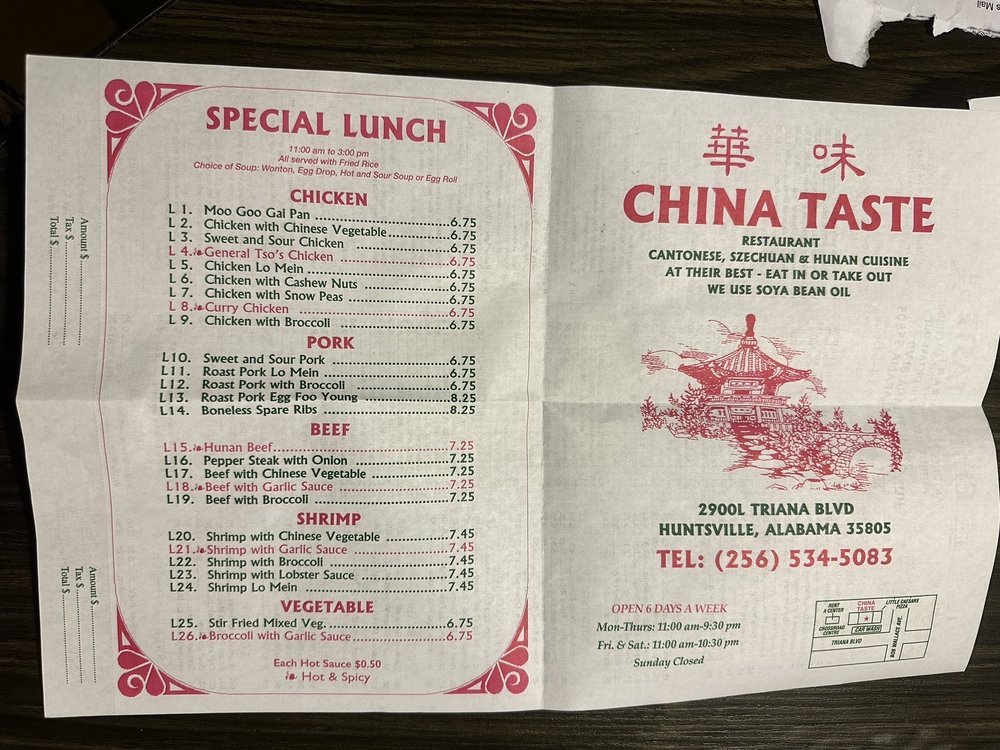 s Mail
SPECIAL LUNCH
11:00 am to 3:00 pm
All served with Fried Rice
Choice of Soup: Wonton, Egg Drop, Hot and Sour Soup or Egg Roll
CHICKEN
L 1. Moo Goo Gai Pan ........................................6.75
L 2. Chicken with Chinese Vegetable..................6.75
L 3. Sweet and Sour Chicken ............................6.75
L 4. General Tso's Chicken ................................6.75
L 5. Chicken Lo Mein ........................................6.75
L 6. Chicken with Cashew Nuts .........................6.75
L 7. Chicken with Snow Peas .............................6.75
L 8. Curry Chicken ............................................6.75
L 9. Chicken with Broccoli .................................6.75
PORK
L10. Sweet and Sour Pork ..................................6.75
L11. Roast Pork Lo Mein ....................................6.75
L12. Roast Pork with Broccoli ............................6.75
L13. Roast Pork Egg Foo Young .........................8.25
L14. Boneless Spare Ribs ...................................8.25
BEEF
L15. Hunan Beef.................................................7.25
L16. Pepper Steak with Onion ............................7.25
L17. Beef with Chinese Vegetable ......................7.25
L18. Beef with Garlic Sauce ...............................7.25
L19. Beef with Broccoli ......................................7.25
SHRIMP
L20. Shrimp with Chinese Vegetable ..................7.45
L21. Shrimp with Garlic Sauce ...........................7.45
L22. Shrimp with Broccoli ..................................7.45
L23. Shrimp with Lobster Sauce ........................7.45
L24. Shrimp Lo Mein .........................................7.45
VEGETABLE
L25. Stir Fried Mixed Veg...................................6.75
L26. Broccoli with Garlic Sauce..........................6.75
Each Hot Sauce $0.50
Hot & Spicy
Amount $
Tax $
Total $
Amount $
Tax $
Total $
華 味
CHINA TASTE
RESTAURANT
CANTONESE, SZECHUAN & HUNAN CUISINE
AT THEIR BEST - EAT IN OR TAKE OUT
WE USE SOYA BEAN OIL
2900L TRIANA BLVD
HUNTSVILLE, ALABAMA 35805
TEL: (256) 534-5083
OPEN 6 DAYS A WEEK
Mon-Thurs: 11:00 am-9:30 pm
Fri. & Sat.: 11:00 am-10:30 pm
Sunday Closed
RENT
A CENTER
CHINA
TASTE
LITTLE CAESARS
PIZZA
CROSSROAD
CENTRE
CAR WASH
TRIANA BLVD
BOB WALLACE AVE.